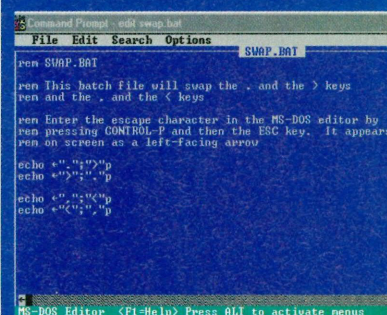 Command Prompt - edit swap.bat
File Edit Search Options
SWAP.BAT
rem SWAP.BAT
rem This batch file will swap the . and the > keys
rem and the . and the < keys
rem Enter the escape character in the MS-DOS editor by
rem pressing CONTROL-P and then the ESC key. It appear
rem on screen as a left-facing arrow
echo ←".";">"p
echo ←">";"."p
echo ←",";"<"p
echo ←"<";","p
MS-DOS Editor <F1=Help> Press ALT to activate menus